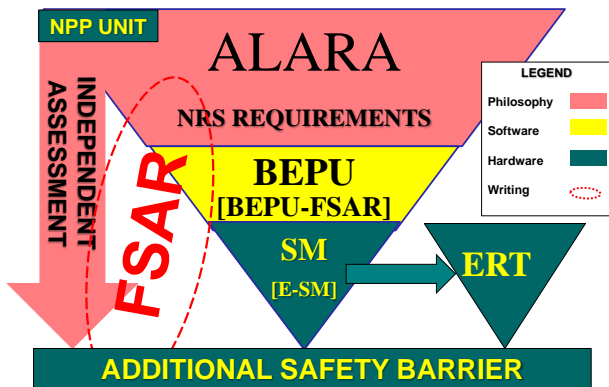 NPP UNIT
ALARA
NRS REQUIREMENTS
INDEPENDENT
ASSESSMENT
FSAR
BEPU
[BEPU-FSAR]
SM
[E-SM]
ERT
ADDITIONAL SAFETY BARRIER
LEGEND
Philosophy
Software
Hardware
Writing